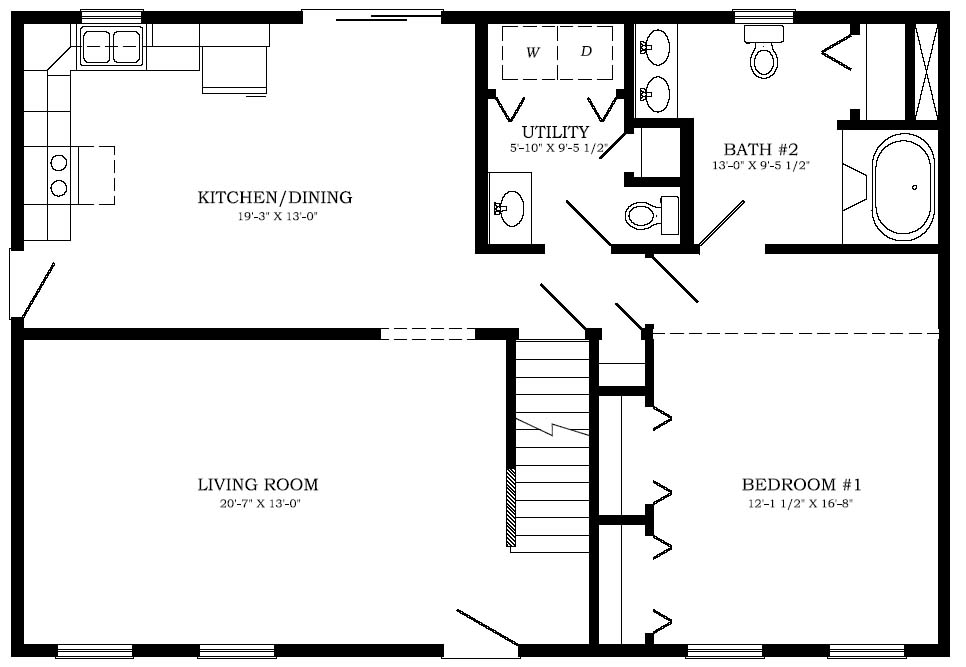 W D
UTILITY
5'-10" X 9'-5 1/2"
BATH #2
13'-0" X 9'-5 1/2"
KITCHEN/DINING
19'-3" X 13'-0"
LIVING ROOM
20'-7" X 13'-0"
BEDROOM #1
12'-1 1/2" X 16'-8"